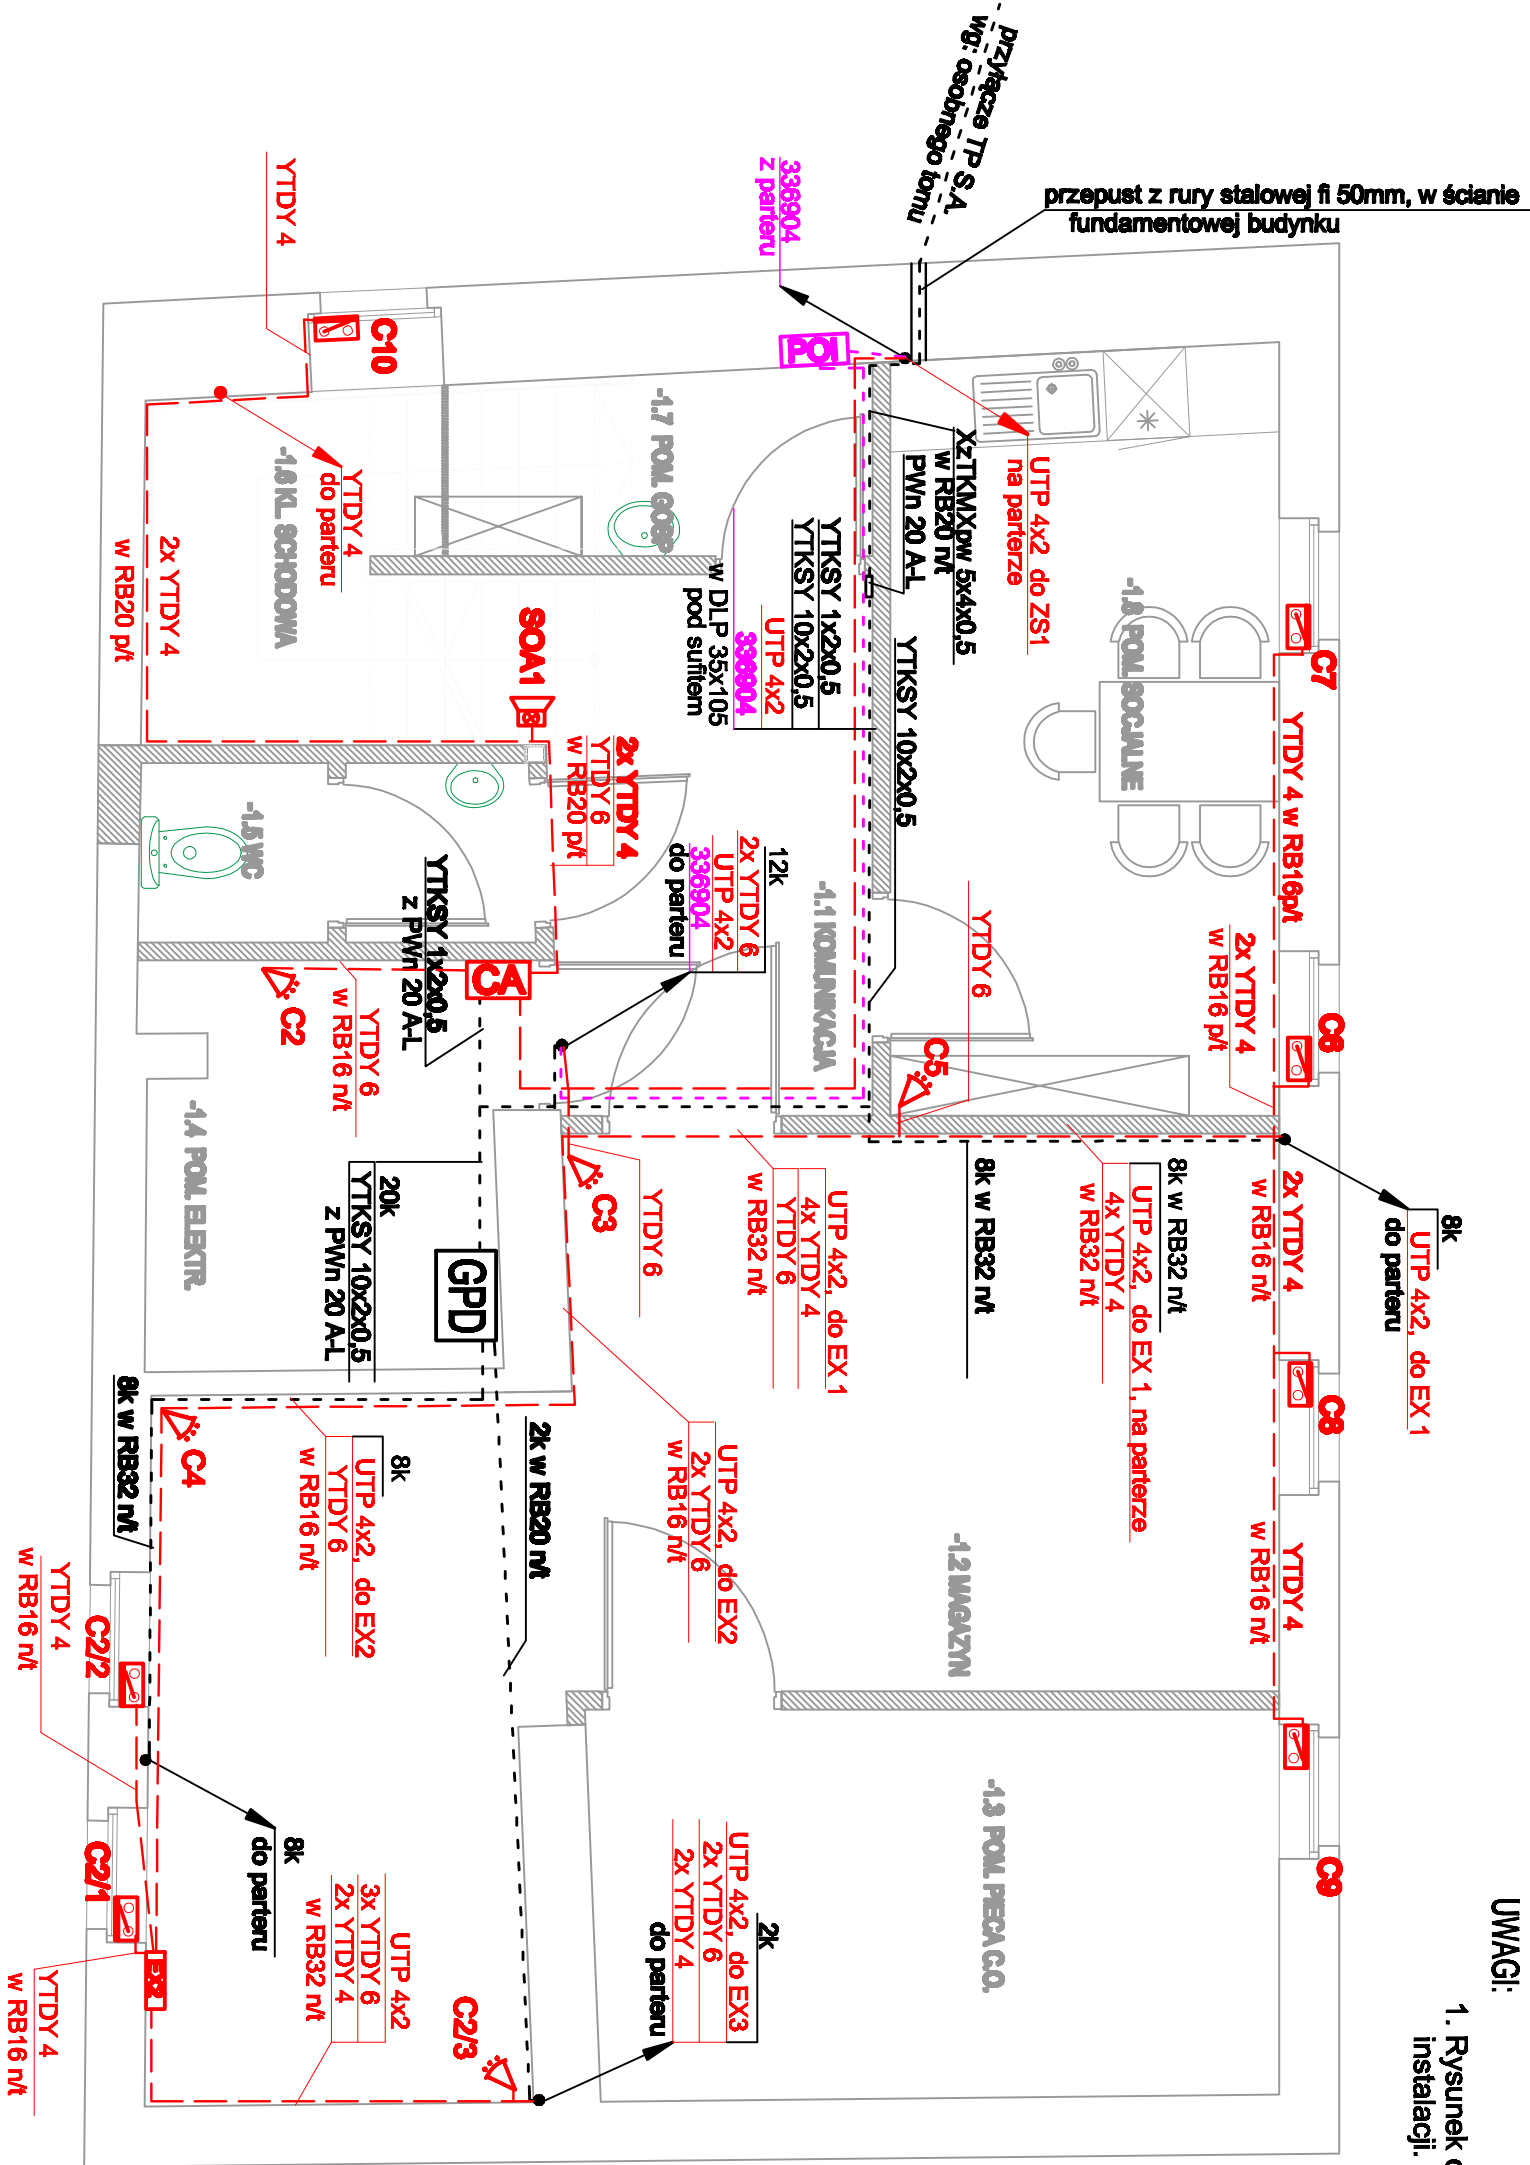 UWAGI:
1. Rysunek
instalacji.
przyłącze TP S.A.
wg: osobnego tomu
przepust z rury stalowej fi 50mm, w ścianie
fundamentowej budynku
336904
z parteru
POI
YTDY 4
C10
YTDY 4
do parteru
-1.6 KL. SCHODOWA
2x YTDY 4
w RB20 p/t
-1.7 POM. GOSP.
UTP 4x2 do ZS1
na parterze
XzTKMXpw 5x4x0,5
w RB20 n/t
PWn 20 A-L
YTKSY 1x2x0,5
YTKSY 10x2x0,5
UTP 4x2
336904
w DLP 35x105
pod sufitem
YTKSY 10x2x0,5
-1.8 POM. SOCJALNE
C7
YTDY 4 w RB16p/t
SOA1
2x YTDY 4
YTDY 6
w RB20 p/t
-1.5 WC
12k
2x YTDY 6
UTP 4x2
336904
do parteru
-1.1 KOMUNIKACJA
YTDY 6
C5
2x YTDY 4
w RB16 p/t
C6
YTKSY 1x2x0,5
z PWn 20 A-L
CA
C2
YTDY 6
w RB16 n/t
-1.4 POM. ELEKTR.
20k
YTKSY 10x2x0,5
z PWn 20 A-L
GPD
C3
YTDY 6
UTP 4x2, do EX 1
4x YTDY 4
YTDY 6
w RB32 n/t
8k w RB32 n/t
8k w RB32 n/t
UTP 4x2, do EX 1, na parterze
4x YTDY 4
w RB32 n/t
2x YTDY 4
w RB16 n/t
8k
UTP 4x2, do EX 1
do parteru
C8
YTDY 4
w RB16 n/t
C9
8k w RB32 n/t
C4
8k
UTP 4x2, do EX2
YTDY 6
w RB16 n/t
2k w RB20 n/t
UTP 4x2, do EX2
2x YTDY 6
w RB16 n/t
-1.2 MAGAZYN
-1.3 POM. PIECA C.O.
YTDY 4
w RB16 n/t
C2/2
C2/1
8k
do parteru
EX2
YTDY 4
w RB16 n/t
UTP 4x2
3x YTDY 6
2x YTDY 4
w RB32 n/t
C2/3
2k
UTP 4x2, do EX3
2x YTDY 6
2x YTDY 4
do parteru